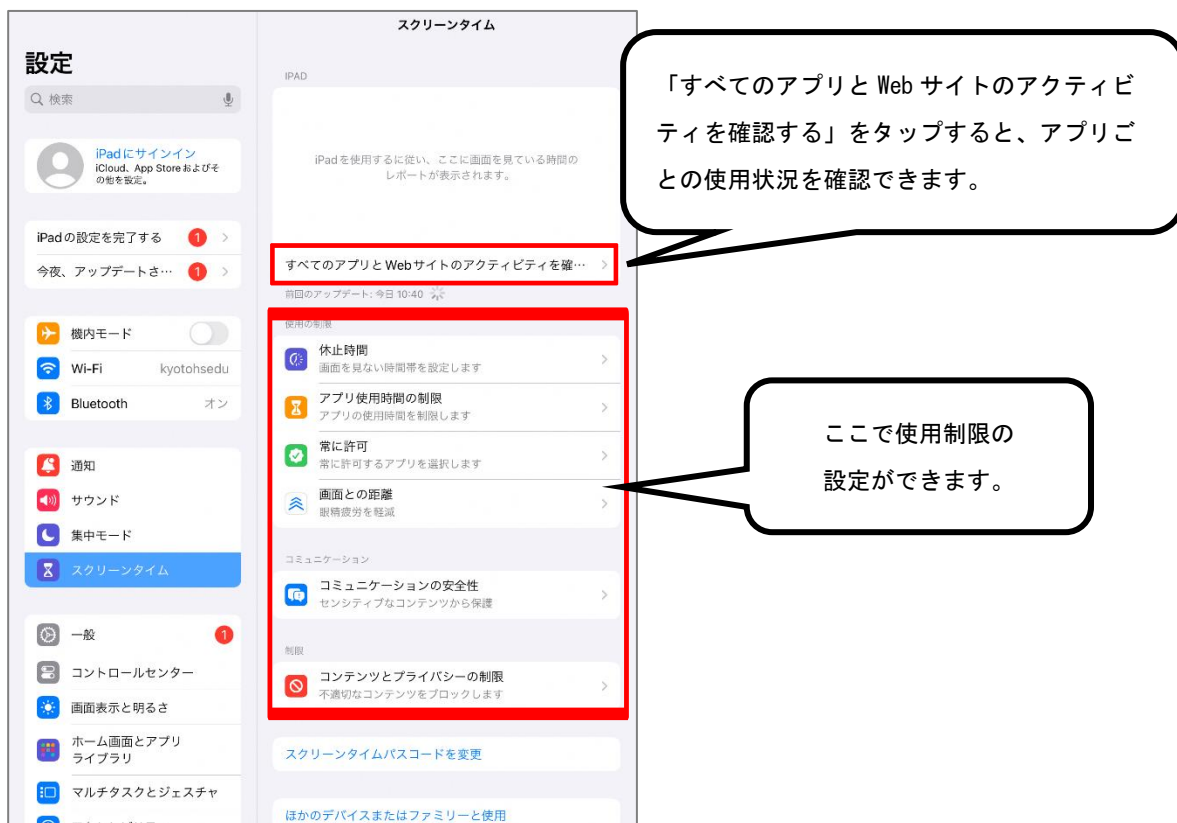 設定
検索
iPadにサインイン
iCloud、App Storeおよびそ
の他を設定。
iPadの設定を完了する 1
今夜、アップデートさ… 1
機内モード
Wi-Fi kyotohsedu
Bluetooth オン
通知
サウンド
集中モード
スクリーンタイム
一般 1
コントロールセンター
画面表示と明るさ
ホーム画面とアプリ
ライブラリ
マルチタスクとジェスチャ
スクリーンタイム
IPAD
iPadを使用するに従い、ここに画面を見ている時間の
レポートが表示されます。
すべてのアプリとWebサイトのアクティビティを確…
前回のアップデート: 今日 10:40
使用の制限
休止時間
画面を見ない時間帯を設定します
アプリ使用時間の制限
アプリの使用時間を制限します
常に許可
常に許可するアプリを選択します
画面との距離
眼精疲労を軽減
コミュニケーション
コミュニケーションの安全性
センシティブなコンテンツから保護
制限
コンテンツとプライバシーの制限
不適切なコンテンツをブロックします
スクリーンタイムパスコードを変更
ほかのデバイスまたはファミリーと使用
「すべてのアプリと Web サイトのアクティビ
ティを確認する」をタップすると、アプリご
との使用状況を確認できます。
ここで使用制限の
設定ができます。